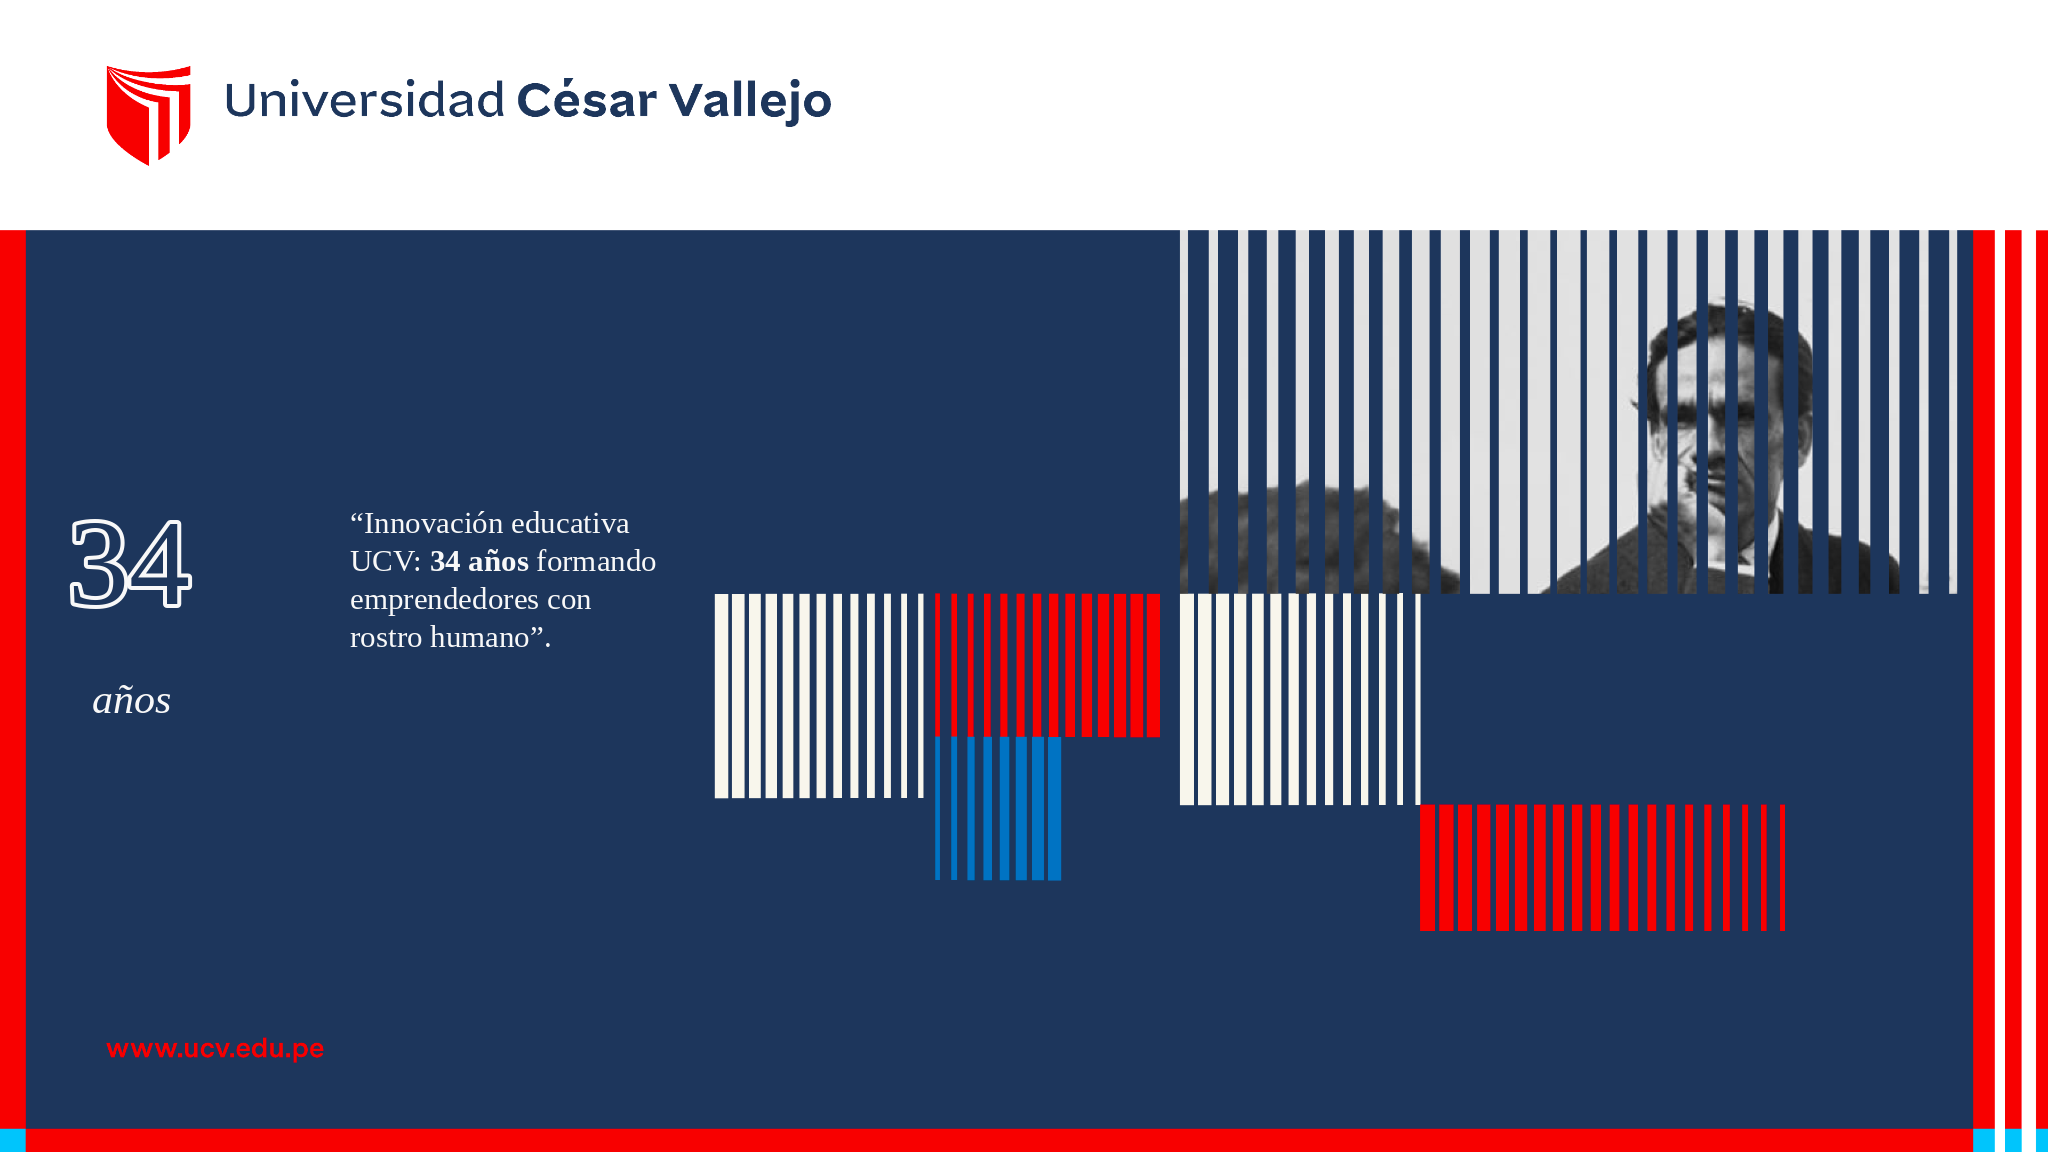 Universidad César Vallejo
34
años
“Innovación educativa
UCV: 34 años formando
emprendedores con
rostro humano”.
www.ucv.edu.pe